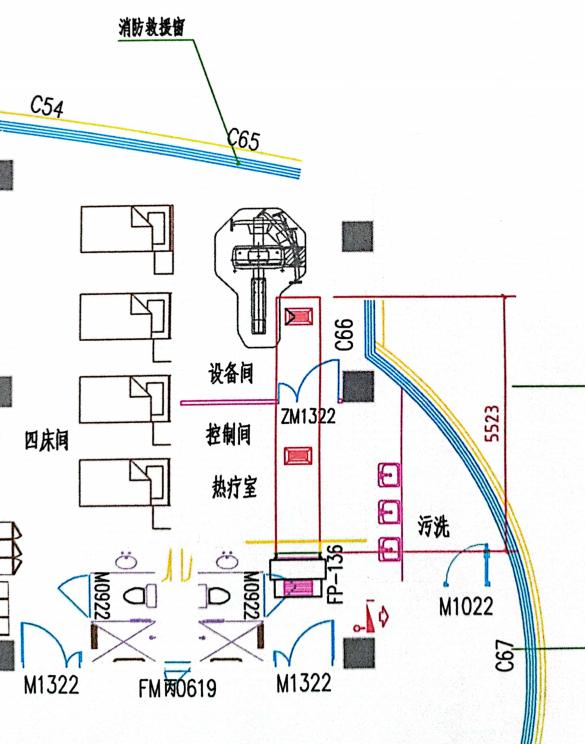 消防救援窗
C54
C65
C66
设备间
ZM1322
控制间
四床间
热疗室
5523
污洗
FP-136
M0922
M0922
M1022
C67
M1322
FM丙0619
M1322